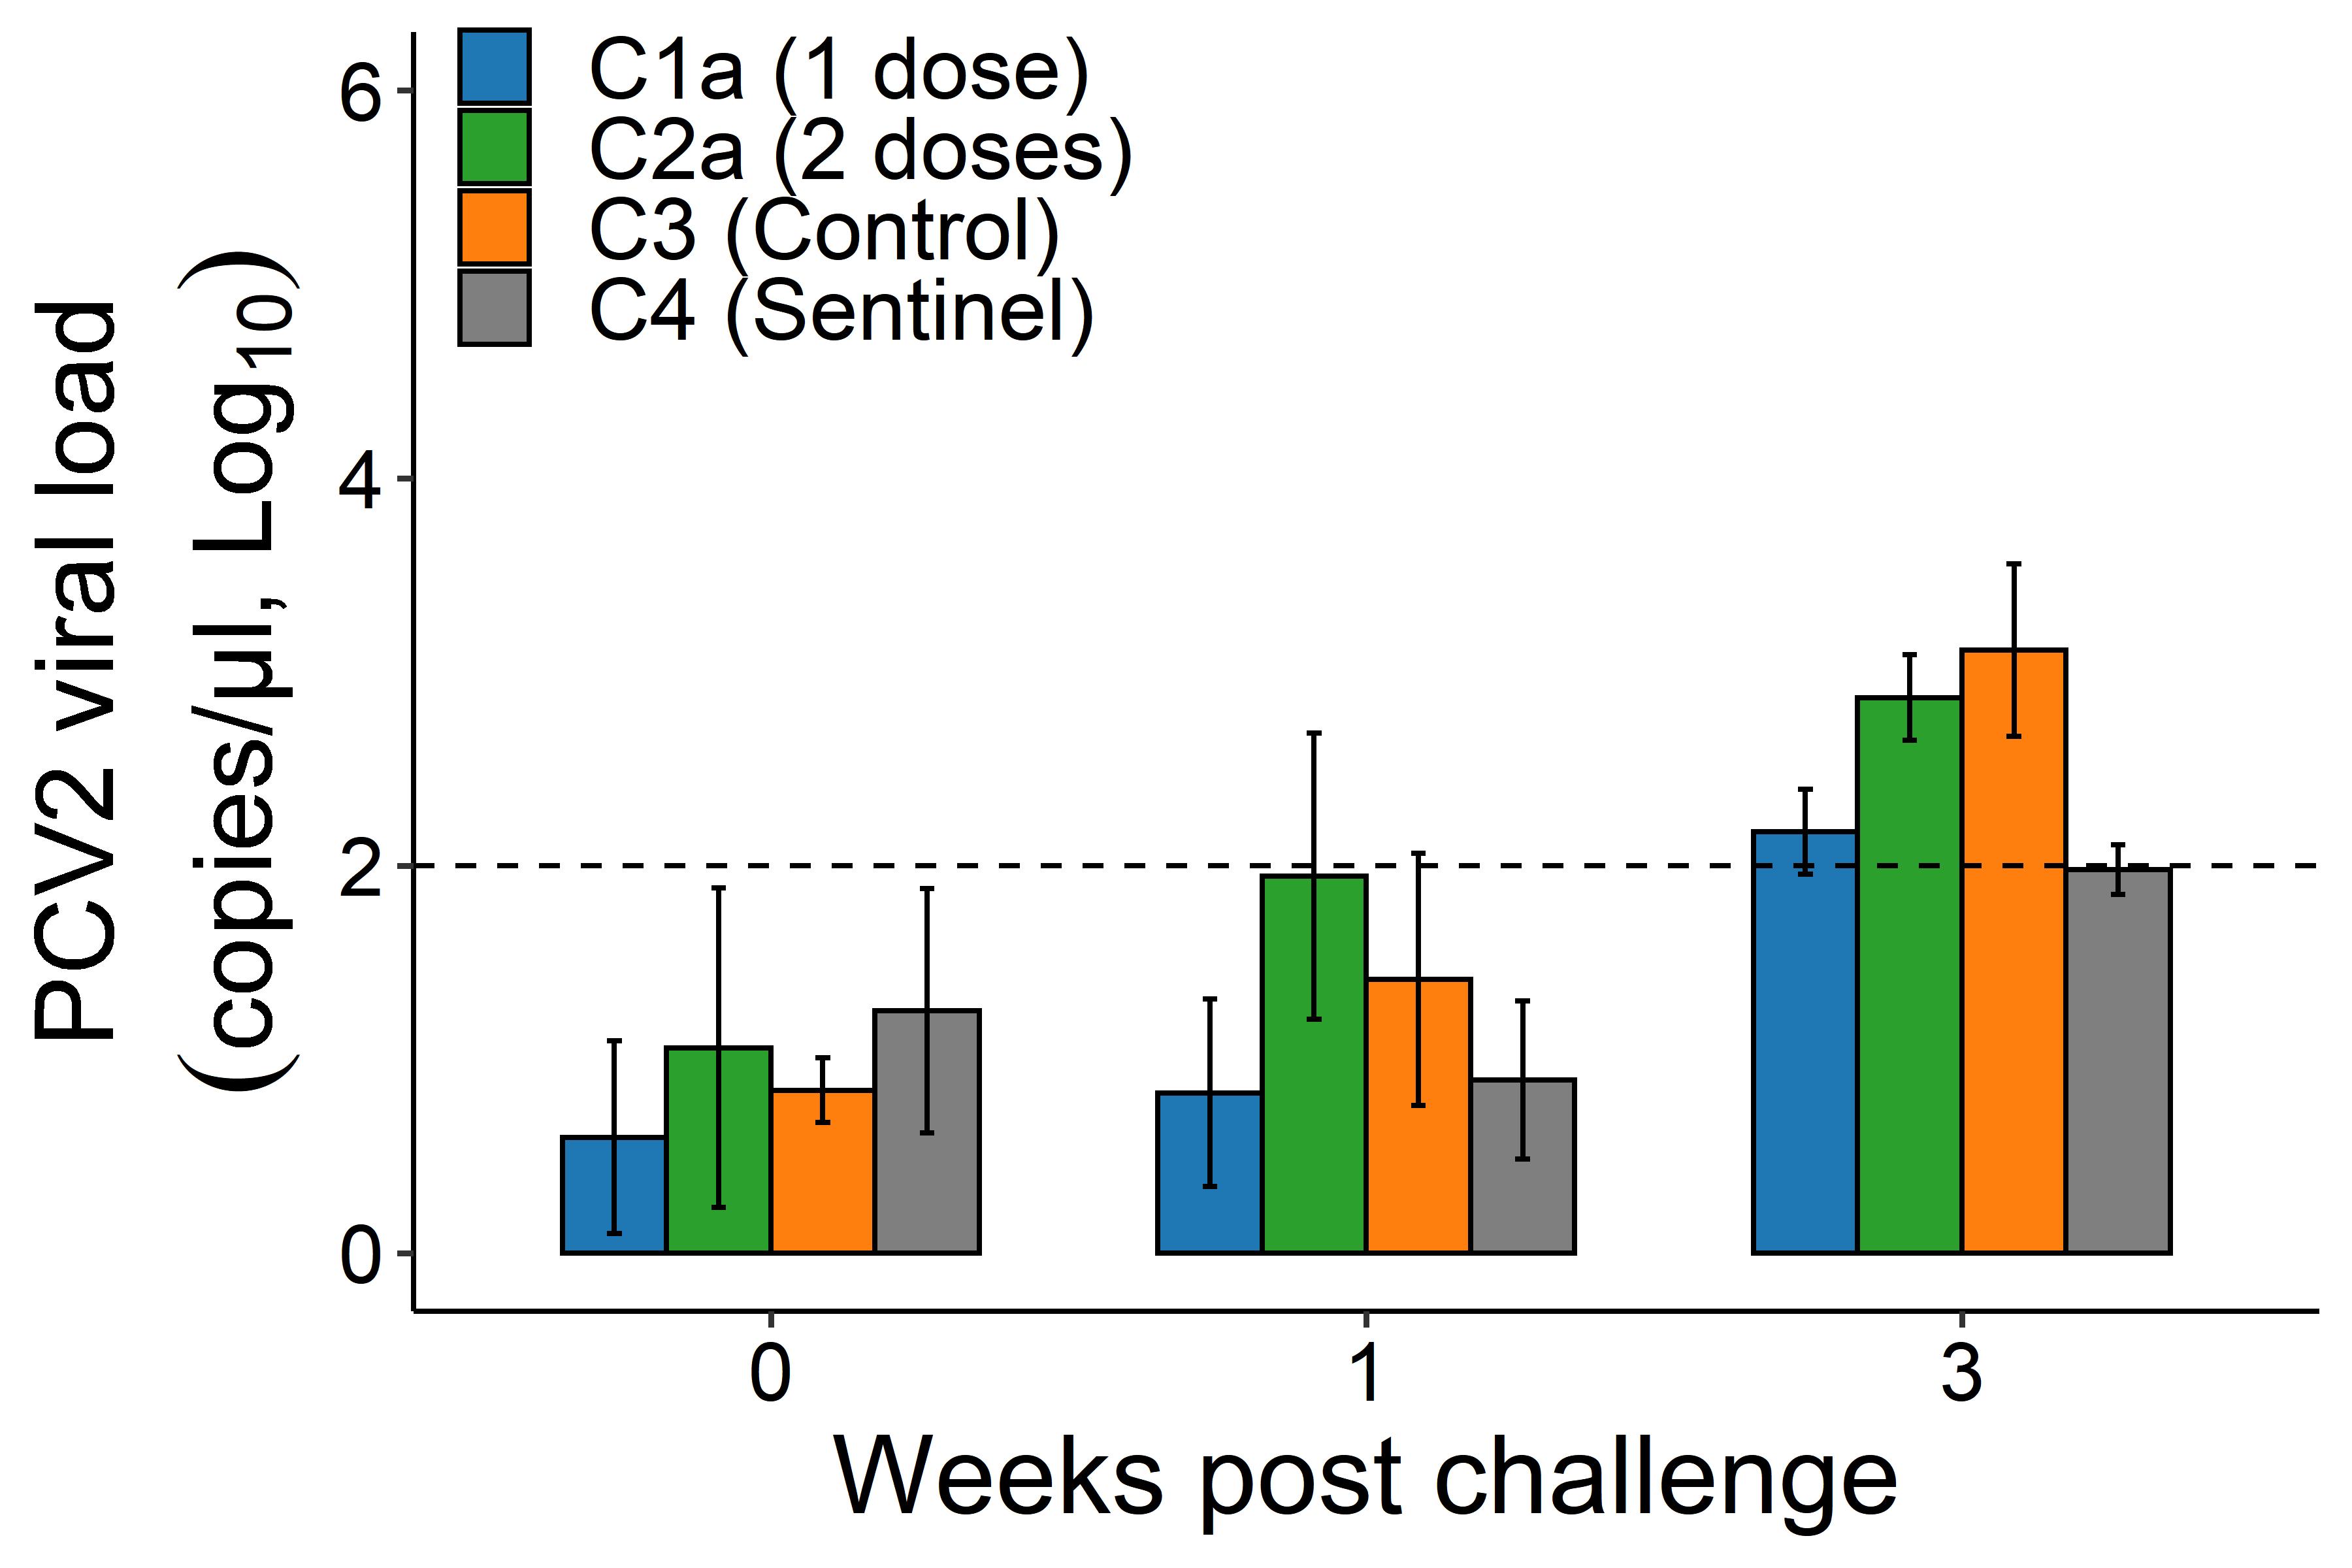 C1a (1 dose)
C2a (2 doses)
C3 (Control)
C4 (Sentinel)
PCV2 viral load
(copies/µl, Log10)
6
4
2
0
0 1 3
Weeks post challenge